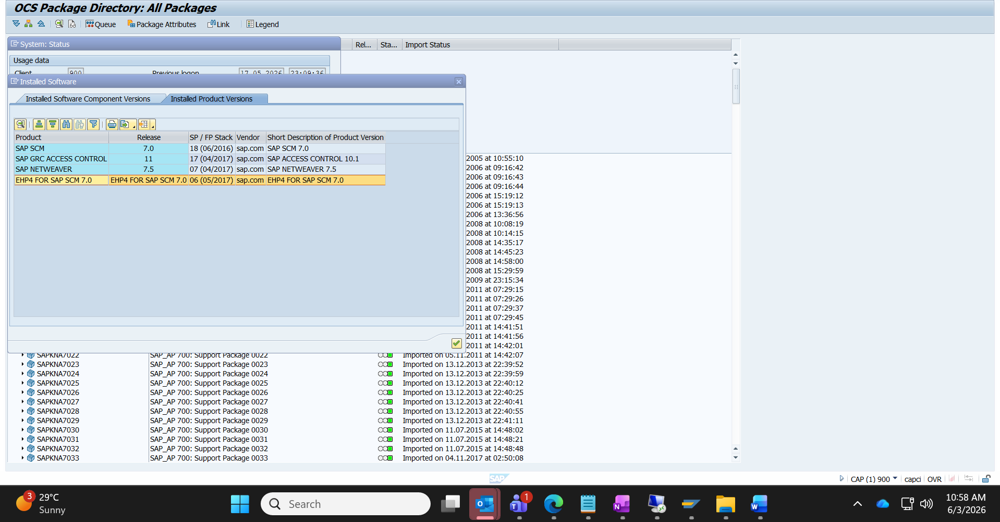 OCS Package Directory: All Packages
Queue Package Attributes Link Legend
System: Status
Rel... Sta... Import Status
Usage data
Client 900 Previous logon 17.05.2026 23:09:36
Installed Software
Installed Software Component Versions Installed Product Versions
Product Release SP / FP Stack Vendor Short Description of Product Version
SAP SCM 7.0 18 (06/2016) sap.com SAP SCM 7.0
SAP GRC ACCESS CONTROL 11 17 (04/2017) sap.com SAP ACCESS CONTROL 10.1
SAP NETWEAVER 7.5 07 (04/2017) sap.com SAP NETWEAVER 7.5
EHP4 FOR SAP SCM 7.0 EHP4 FOR SAP SCM 7.0 06 (05/2017) sap.com EHP4 FOR SAP SCM 7.0
2005 at 10:55:10
2006 at 09:16:42
2006 at 09:16:43
2006 at 09:16:44
2006 at 15:19:12
2006 at 15:19:13
2006 at 13:36:56
2008 at 10:08:19
2008 at 10:14:15
2008 at 14:35:17
2008 at 14:45:23
2008 at 14:58:00
2008 at 15:29:59
2009 at 23:15:34
2011 at 07:29:15
2011 at 07:29:26
2011 at 07:29:37
2011 at 07:29:45
2011 at 14:41:51
2011 at 14:41:56
2011 at 14:42:01
SAPKNA7022 SAP_AP 700: Support Package 0022 Imported on 05.11.2011 at 14:42:07
SAPKNA7023 SAP_AP 700: Support Package 0023 Imported on 13.12.2013 at 22:39:52
SAPKNA7024 SAP_AP 700: Support Package 0024 Imported on 13.12.2013 at 22:39:59
SAPKNA7025 SAP_AP 700: Support Package 0025 Imported on 13.12.2013 at 22:40:12
SAPKNA7026 SAP_AP 700: Support Package 0026 Imported on 13.12.2013 at 22:40:25
SAPKNA7027 SAP_AP 700: Support Package 0027 Imported on 13.12.2013 at 22:40:41
SAPKNA7028 SAP_AP 700: Support Package 0028 Imported on 13.12.2013 at 22:40:55
SAPKNA7029 SAP_AP 700: Support Package 0029 Imported on 13.12.2013 at 22:41:11
SAPKNA7030 SAP_AP 700: Support Package 0030 Imported on 11.07.2015 at 14:48:02
SAPKNA7031 SAP_AP 700: Support Package 0031 Imported on 11.07.2015 at 14:48:21
SAPKNA7032 SAP_AP 700: Support Package 0032 Imported on 11.07.2015 at 14:48:48
SAPKNA7033 SAP_AP 700: Support Package 0033 Imported on 04.11.2017 at 02:50:08
SAP
CAP (1) 900 capci OVR
3 29°C
Sunny
Search
1
10:58 AM
6/3/2026